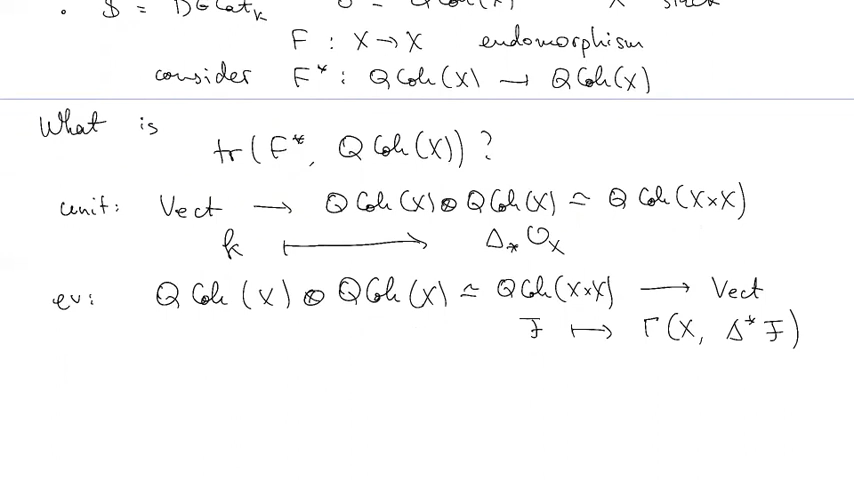 F : X → X endomorphism
consider F* : QCoh(X) → QCoh(X)
What is
tr(F*, QCoh(X)) ?
unit: Vect → QCoh(X) ⊗ QCoh(X) ≃ QCoh(X×X)
k ↦ Δ_* O_X
ev: QCoh(X) ⊗ QCoh(X) ≃ QCoh(X×X) → Vect
F ↦ Γ(X, Δ* F)